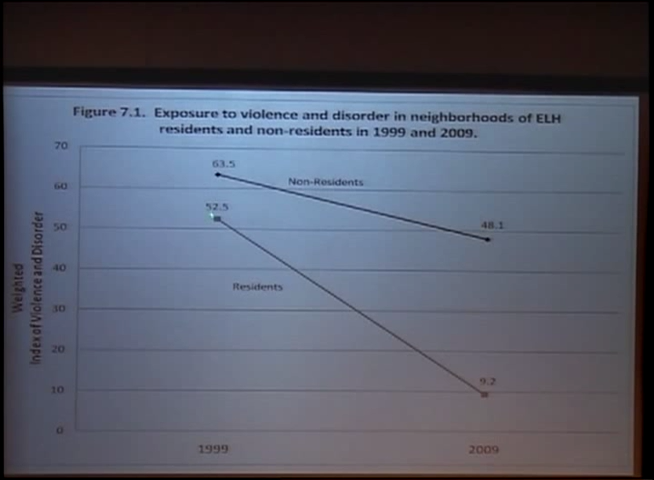 Figure 7.1. Exposure to violence and disorder in neighborhoods of ELH
residents and non-residents in 1999 and 2009.
70
60
50
40
30
20
10
0
Weighted
Index of Violence and Disorder
63.5
Non-Residents
52.5
48.1
Residents
9.2
1999
2009